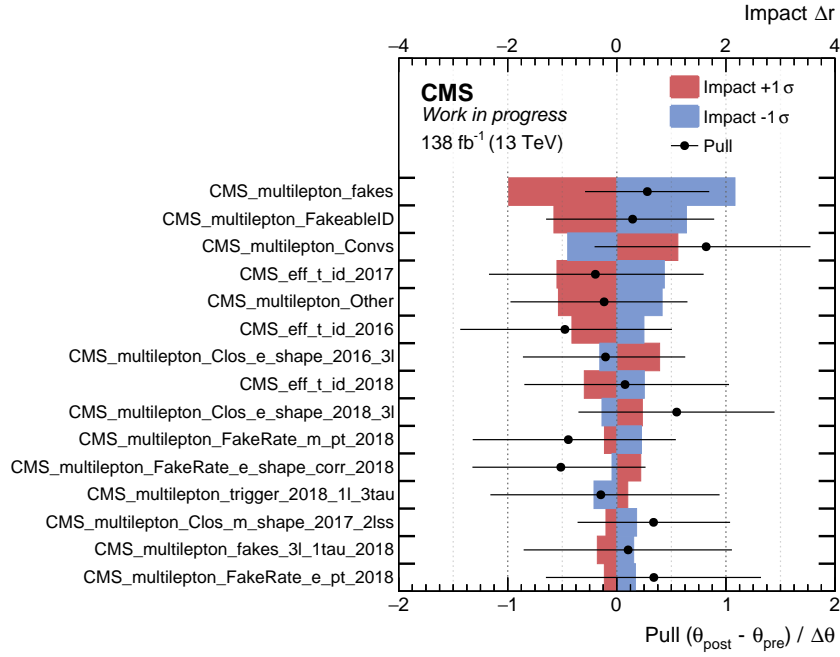 Impact Δr
−4 −2 0 2 4
CMS
Work in progress
138 fb⁻¹ (13 TeV)
Impact +1 σ
Impact -1 σ
Pull
CMS_multilepton_fakes
CMS_multilepton_FakeableID
CMS_multilepton_Convs
CMS_eff_t_id_2017
CMS_multilepton_Other
CMS_eff_t_id_2016
CMS_multilepton_Clos_e_shape_2016_3l
CMS_eff_t_id_2018
CMS_multilepton_Clos_e_shape_2018_3l
CMS_multilepton_FakeRate_m_pt_2018
CMS_multilepton_FakeRate_e_shape_corr_2018
CMS_multilepton_trigger_2018_1l_3tau
CMS_multilepton_Clos_m_shape_2017_2lss
CMS_multilepton_fakes_3l_1tau_2018
CMS_multilepton_FakeRate_e_pt_2018
−2 −1 0 1 2
Pull (θpost - θpre) / Δθ